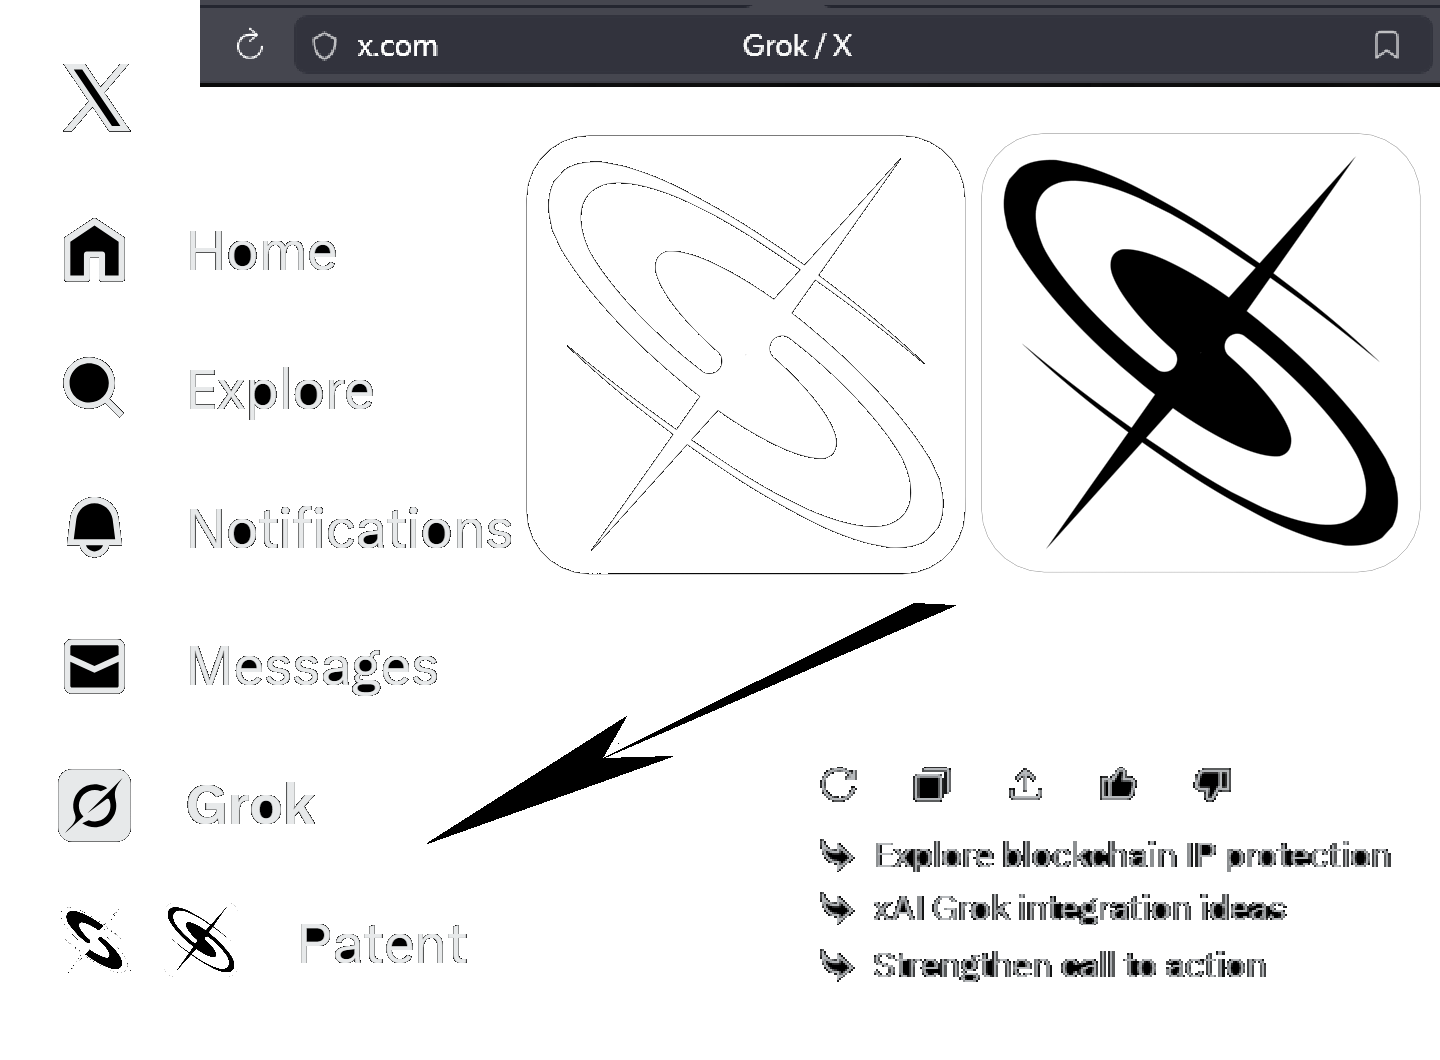 x.com
Grok / X
Home
Explore
Notifications
Messages
Grok
Patent
Explore blockchain IP protection
xAI Grok integration ideas
Strengthen call to action